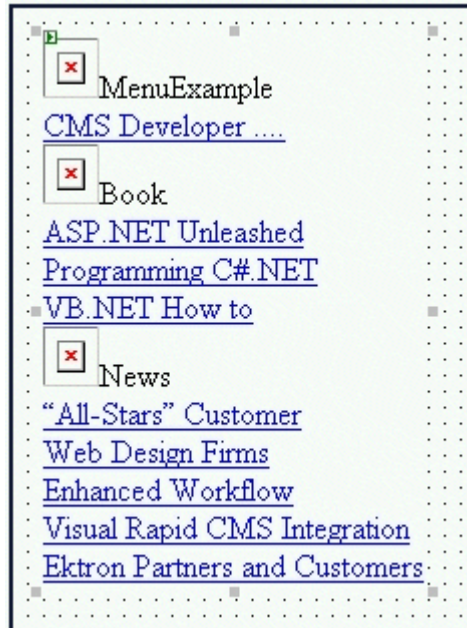 MenuExample
CMS Developer ....
Book
ASP.NET Unleashed
Programming C#.NET
VB.NET How to
News
“All-Stars” Customer
Web Design Firms
Enhanced Workflow
Visual Rapid CMS Integration
Ektron Partners and Customers